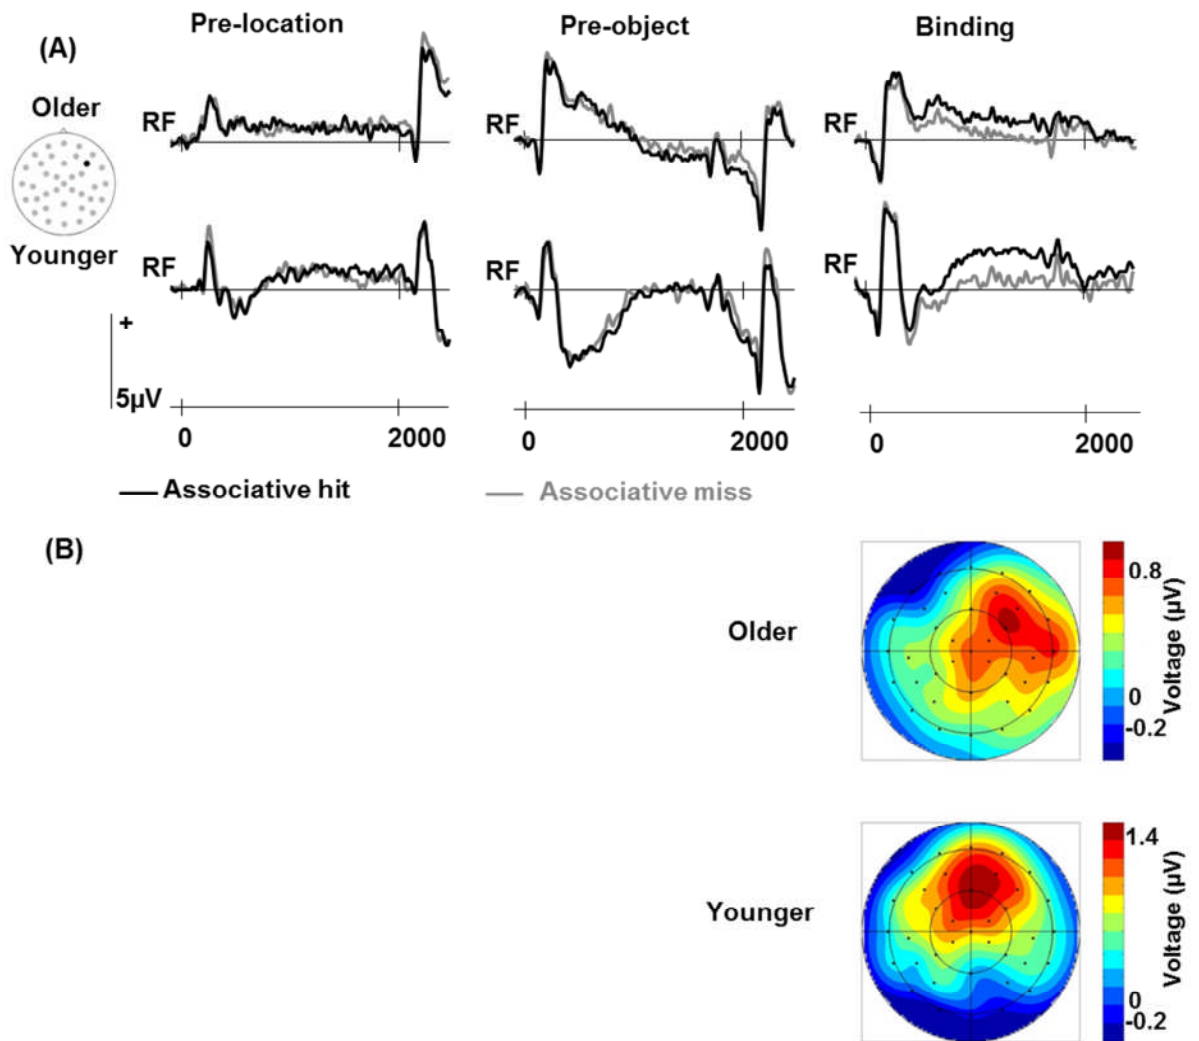 (A)
Pre-location
Pre-object
Binding
Older
RF
RF
RF
Younger
RF
RF
RF
+
5µV
0
2000
0
2000
0
2000
Associative hit
Associative miss
(B)
Older
0.8
0
-0.2
Voltage (µV)
Younger
1.4
0
-0.2
Voltage (µV)